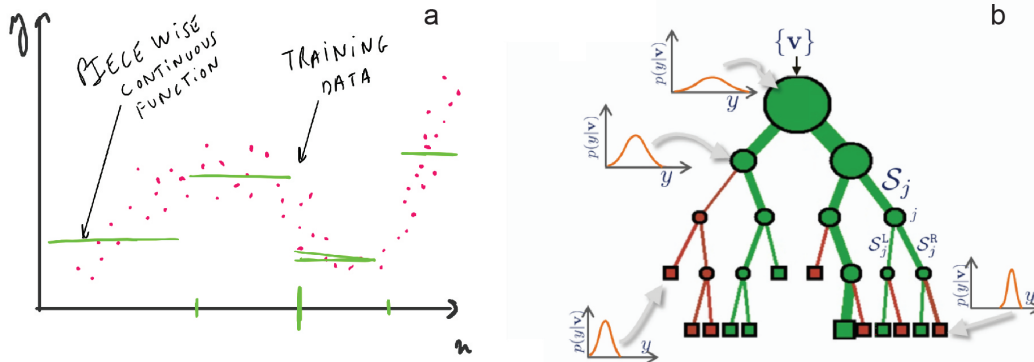 a
y
PIECE WISE
CONTINUOUS
FUNCTION
TRAINING
DATA
x
b
{v}
p(y|v)
y
p(y|v)
y
S_j
j
S_j^L
S_j^R
p(y|v)
y
p(y|v)
y